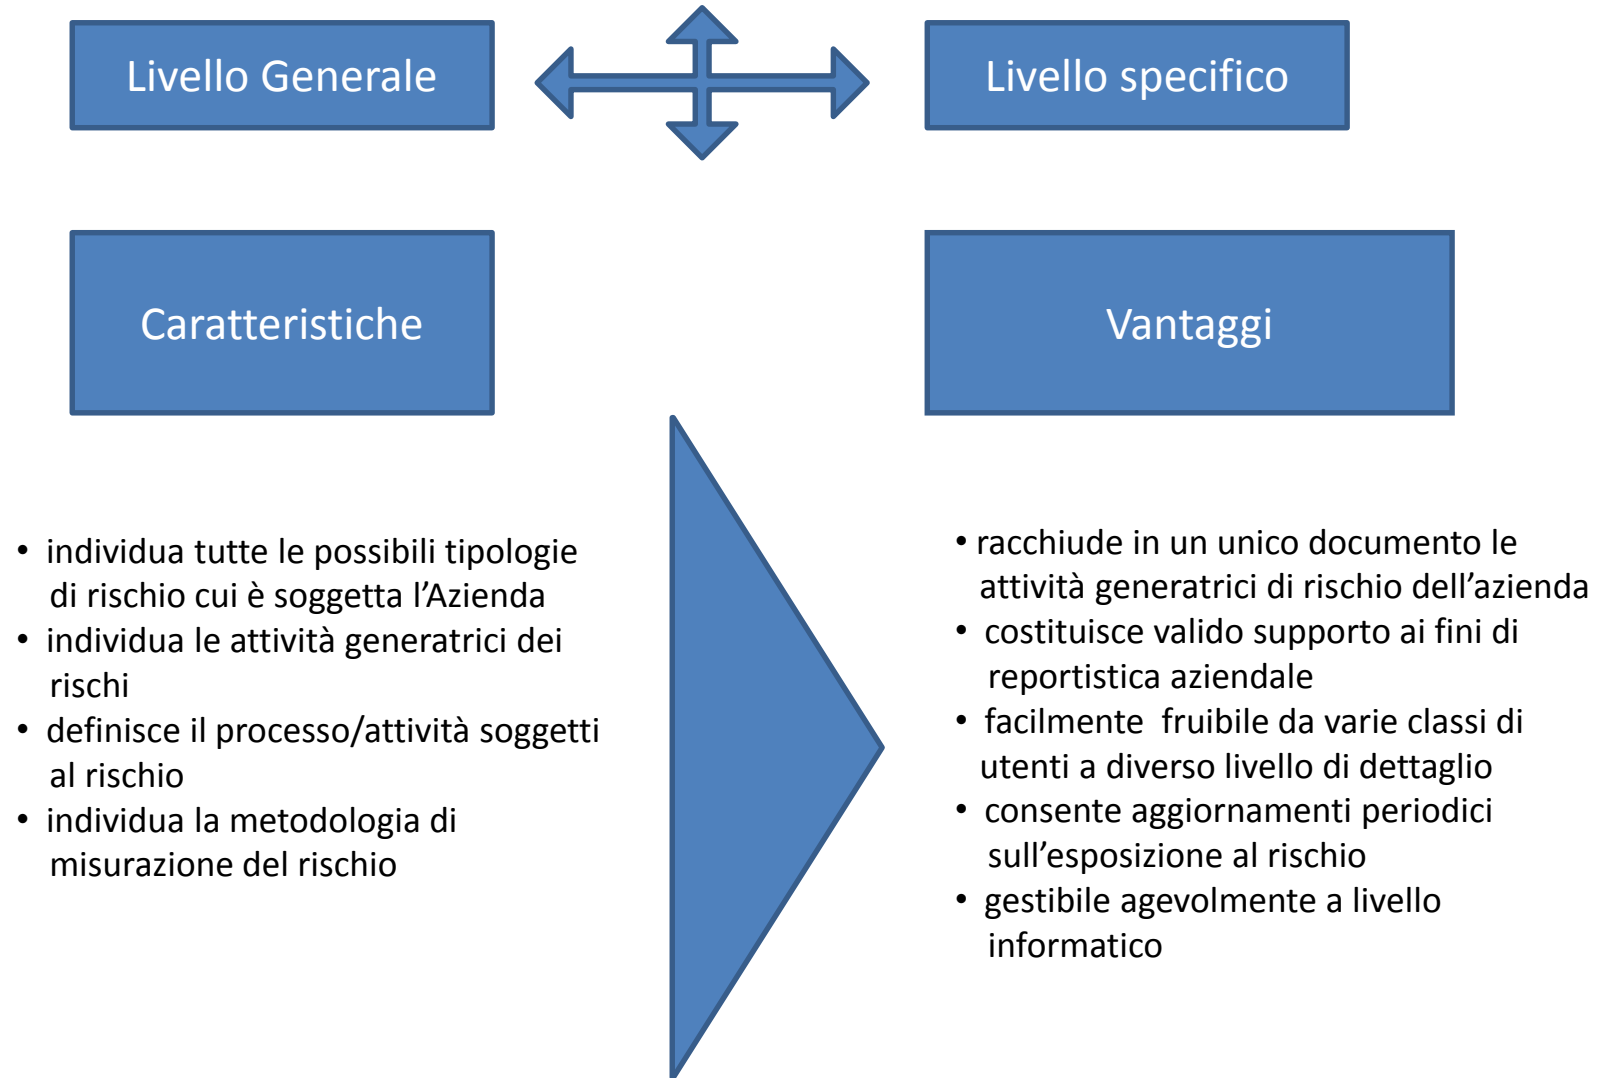 Livello Generale
Livello specifico
Caratteristiche
Vantaggi
• individua tutte le possibili tipologie
di rischio cui è soggetta l’Azienda
• individua le attività generatrici dei
rischi
• definisce il processo/attività soggetti
al rischio
• individua la metodologia di
misurazione del rischio
• racchiude in un unico documento le
attività generatrici di rischio dell’azienda
• costituisce valido supporto ai fini di
reportistica aziendale
• facilmente fruibile da varie classi di
utenti a diverso livello di dettaglio
• consente aggiornamenti periodici
sull’esposizione al rischio
• gestibile agevolmente a livello
informatico